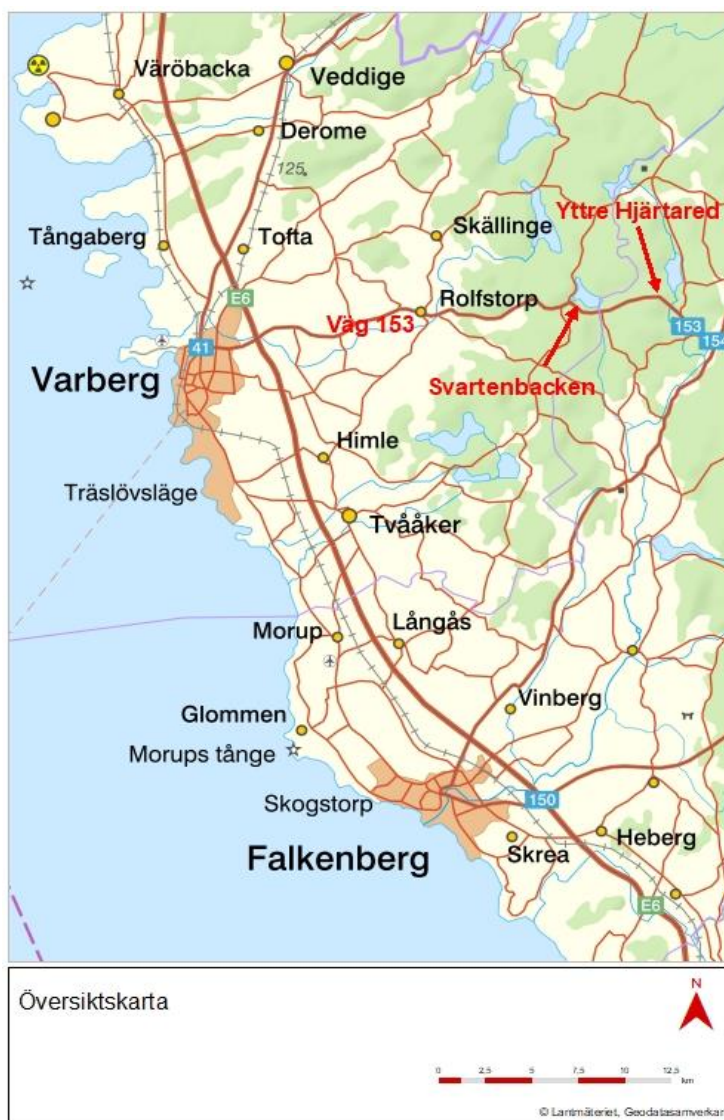 Väröbacka
Veddige
Derome
125
Yttre Hjärtared
Skällinge
Tångaberg
Tofta
E6
Rolfstorp
Väg 153
153
41
154
Varberg
Svartenbacken
Himle
Träslövsläge
Tvååker
Morup
Långås
Vinberg
Glommen
Morups tånge
Skogstorp
150
Falkenberg
Skrea
Heberg
E6
Översiktskarta
N
0 2,5 5 7,5 10 12,5
km
© Lantmäteriet, Geodatasamverkan